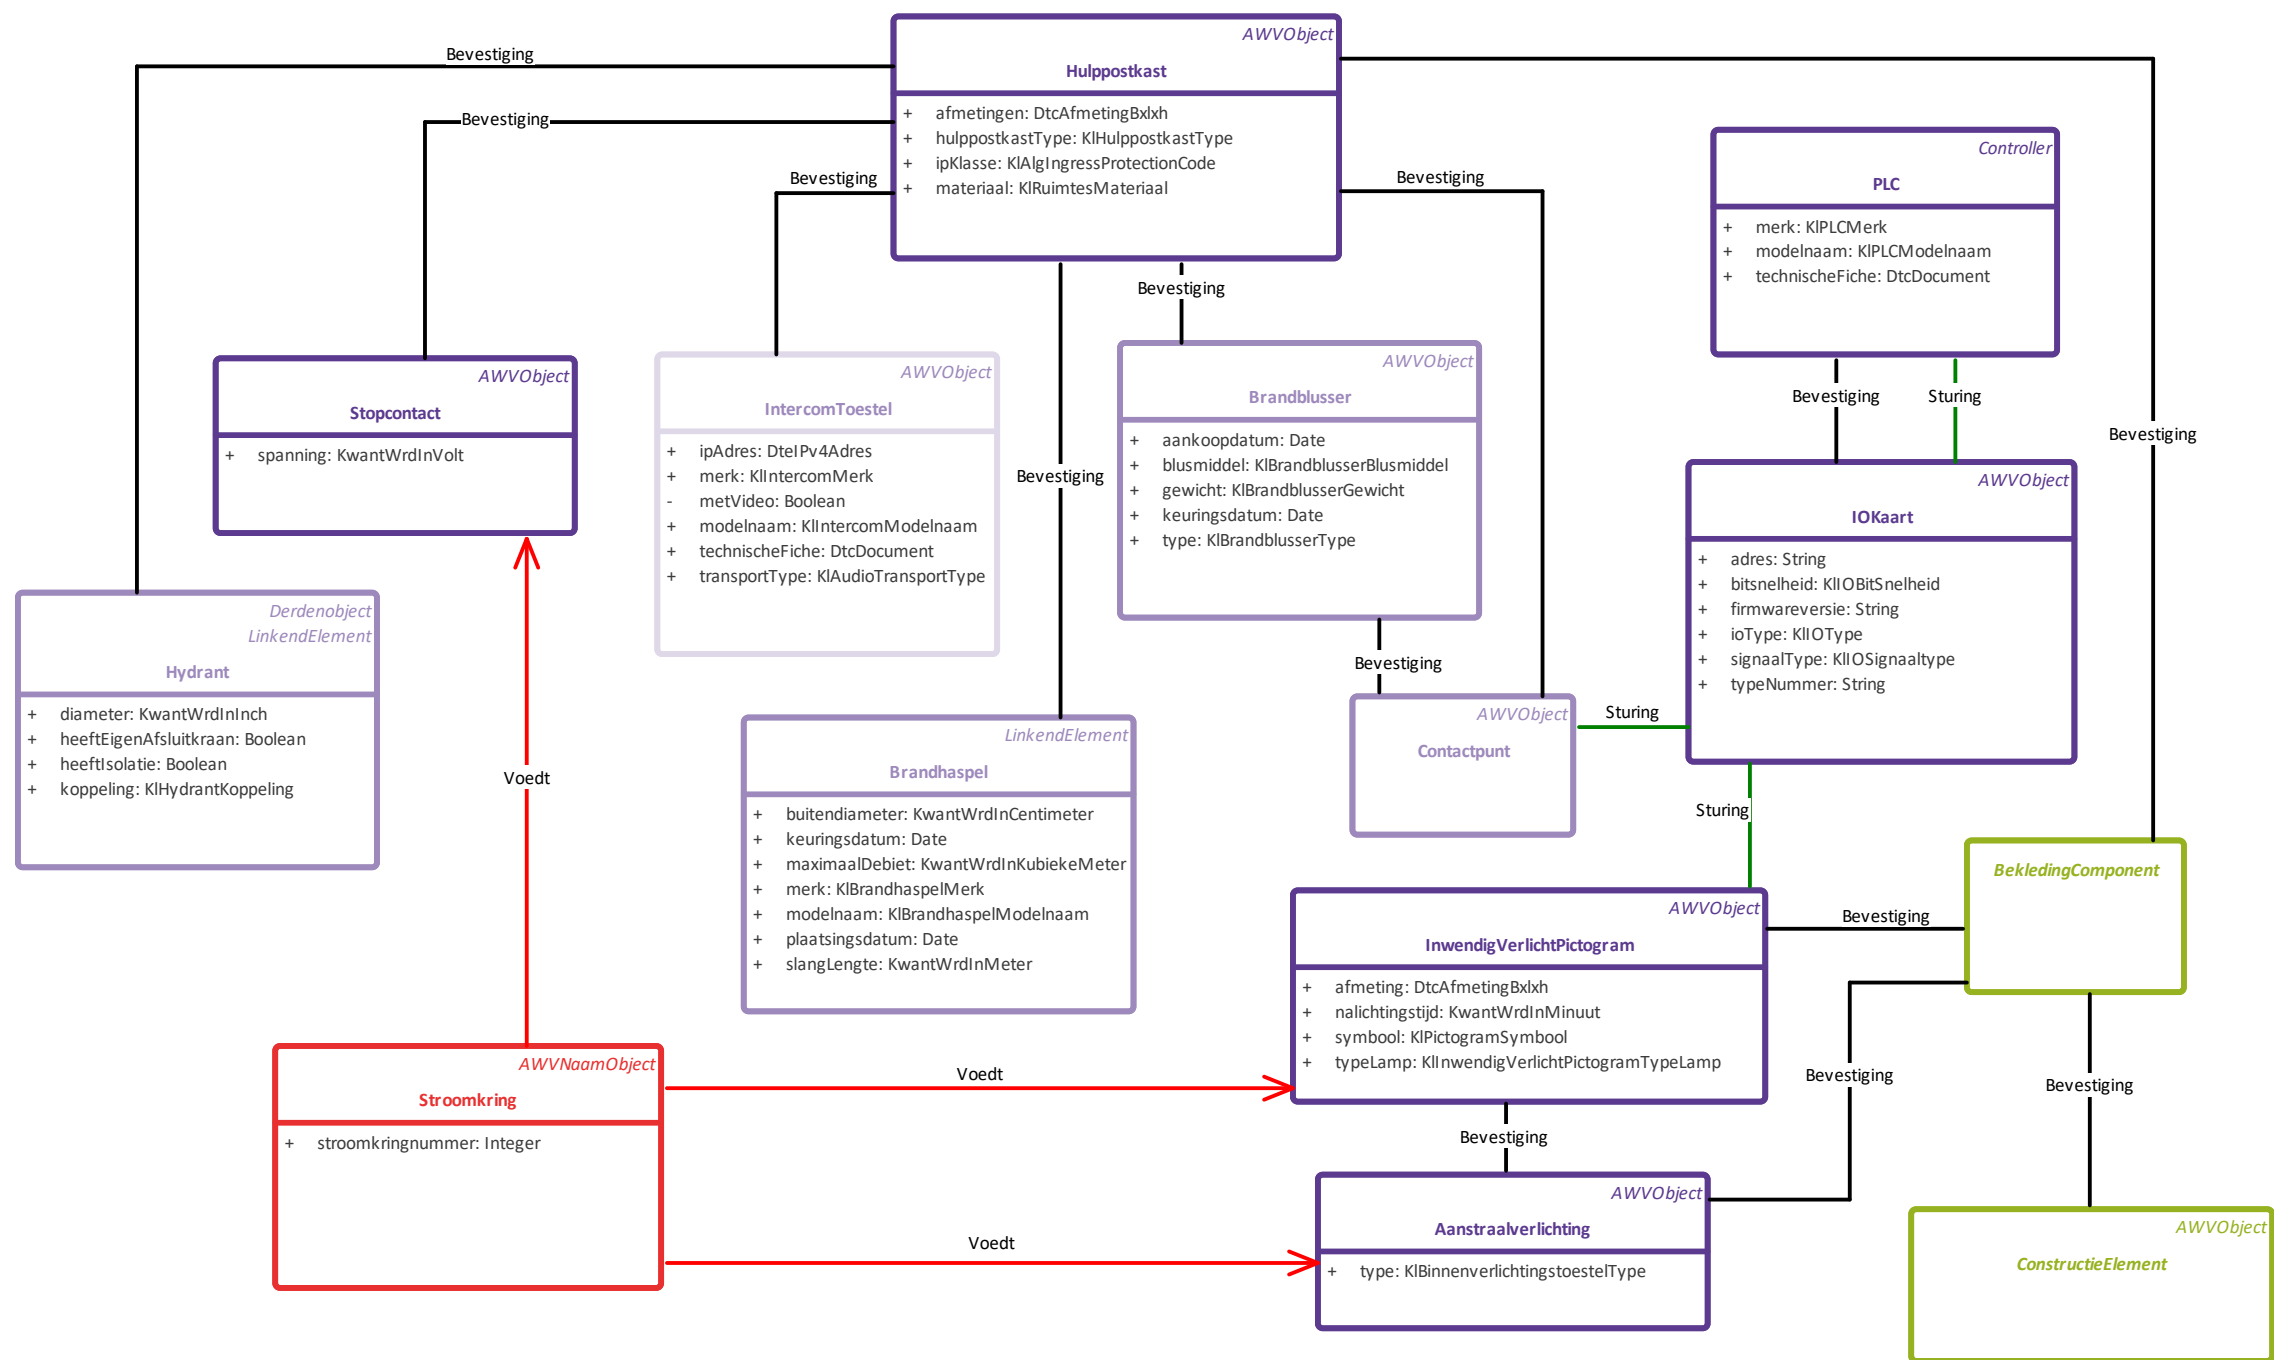 AWVObject
Hulppostkast
+ afmetingen: DtcAfmetingBxlxh
+ hulppostkastType: KlHulppostkastType
+ ipKlasse: KlAlgIngressProtectionCode
+ materiaal: KlRuimtesMateriaal
Bevestiging
Bevestiging
Bevestiging
Bevestiging
Bevestiging
Bevestiging
Bevestiging
Controller
PLC
+ merk: KlPLCMerk
+ modelnaam: KlPLCModelnaam
+ technischeFiche: DtcDocument
Bevestiging
Sturing
AWVObject
Stopcontact
+ spanning: KwantWrdInVolt
AWVObject
IntercomToestel
+ ipAdres: DteIPv4Adres
+ merk: KlIntercomMerk
- metVideo: Boolean
+ modelnaam: KlIntercomModelnaam
+ technischeFiche: DtcDocument
+ transportType: KlAudioTransportType
AWVObject
Brandblusser
+ aankoopdatum: Date
+ blusmiddel: KlBrandblusserBlusmiddel
+ gewicht: KlBrandblusserGewicht
+ keuringsdatum: Date
+ type: KlBrandblusserType
Bevestiging
AWVObject
IOKaart
+ adres: String
+ bitsnelheid: KlIOBitSnelheid
+ firmwareversie: String
+ ioType: KlIOType
+ signaalType: KlIOSignaaltype
+ typeNummer: String
Derdenobject
LinkendElement
Hydrant
+ diameter: KwantWrdInInch
+ heeftEigenAfsluitkraan: Boolean
+ heeftIsolatie: Boolean
+ koppeling: KlHydrantKoppeling
Voedt
LinkendElement
Brandhaspel
+ buitendiameter: KwantWrdInCentimeter
+ keuringsdatum: Date
+ maximaalDebiet: KwantWrdInKubiekeMeter
+ merk: KlBrandhaspelMerk
+ modelnaam: KlBrandhaspelModelnaam
+ plaatsingsdatum: Date
+ slangLengte: KwantWrdInMeter
AWVObject
Contactpunt
Sturing
Sturing
BekledingComponent
AWVObject
InwendigVerlichtPictogram
+ afmeting: DtcAfmetingBxlxh
+ nalichtingstijd: KwantWrdInMinuut
+ symbool: KlPictogramSymbool
+ typeLamp: KlInwendigVerlichtPictogramTypeLamp
Bevestiging
Bevestiging
Bevestiging
Bevestiging
AWVNaamObject
Stroomkring
+ stroomkringnummer: Integer
Voedt
Voedt
AWVObject
Aanstraalverlichting
+ type: KlBinnenverlichtingstoestelType
AWVObject
ConstructieElement